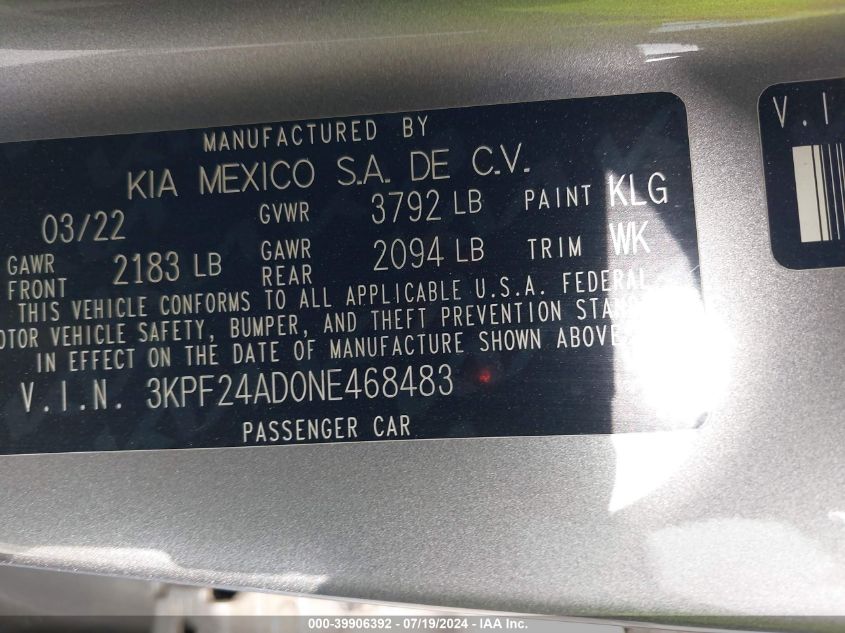 MANUFACTURED BY
KIA MEXICO S.A. DE C.V.
03/22 GVWR 3792 LB PAINT KLG
GAWR FRONT 2183 LB GAWR REAR 2094 LB TRIM WK
THIS VEHICLE CONFORMS TO ALL APPLICABLE U.S.A. FEDERAL
VEHICLE SAFETY, BUMPER, AND THEFT PREVENTION
IN EFFECT ON THE DATE OF MANUFACTURE SHOWN ABOVE
V.I.N. 3KPF24AD0NE468483
PASSENGER CAR
V.I
000-39906392 - 07/19/2024 - IAA Inc.